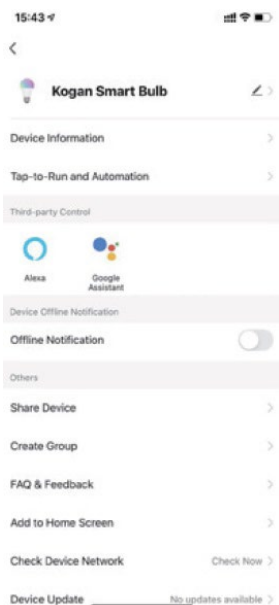 15:43
Kogan Smart Bulb
Device Information
Tap-to-Run and Automation
Third-party Control
Alexa
Google
Assistant
Device Offline Notification
Offline Notification
Others
Share Device
Create Group
FAQ & Feedback
Add to Home Screen
Check Device Network Check Now
Device Update No updates available